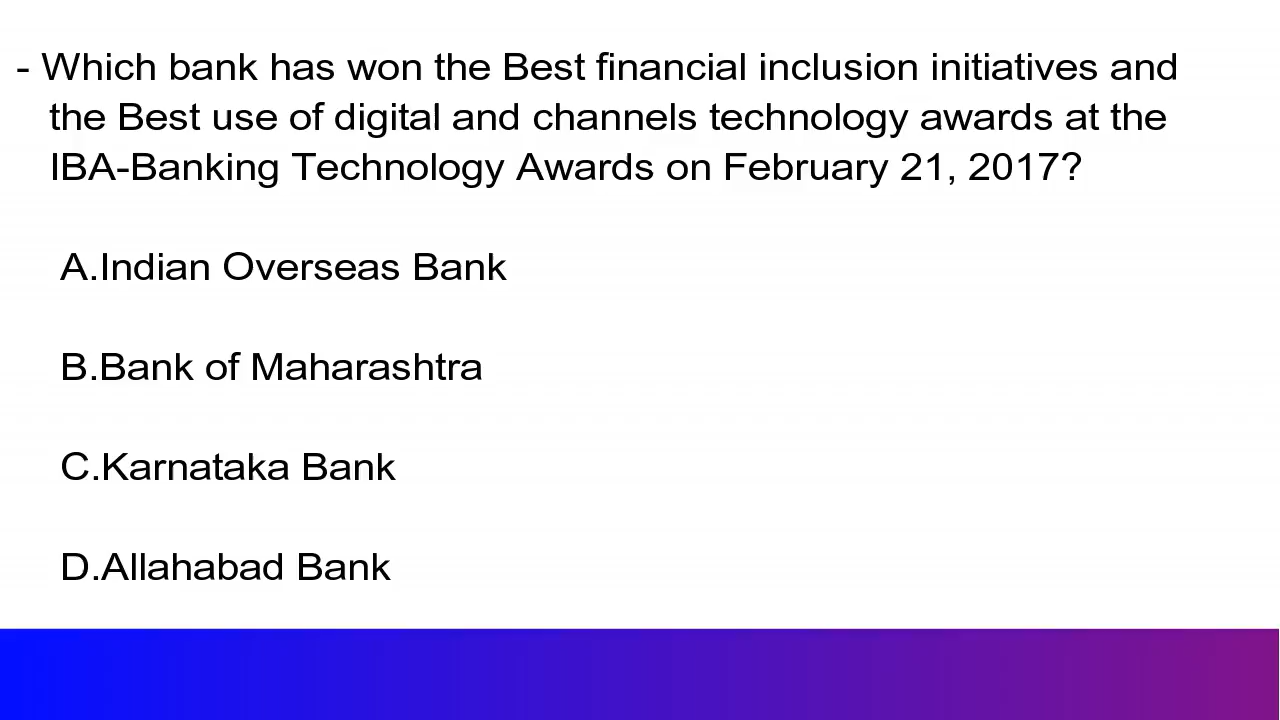 - Which bank has won the Best financial inclusion initiatives and
the Best use of digital and channels technology awards at the
IBA-Banking Technology Awards on February 21, 2017?
A.Indian Overseas Bank
B.Bank of Maharashtra
C.Karnataka Bank
D.Allahabad Bank